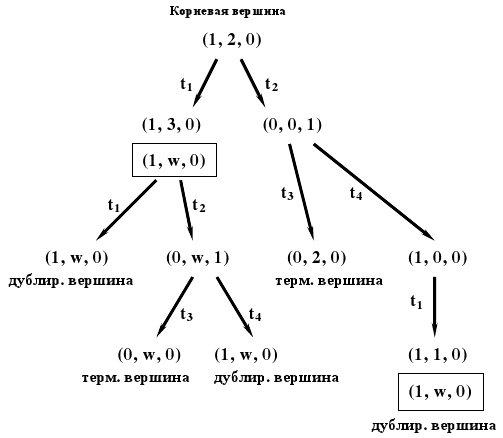 Корневая вершина
(1, 2, 0)
t1 t2
(1, 3, 0) (0, 0, 1)
(1, w, 0)
t1 t2 t3 t4
(1, w, 0) (0, w, 1) (0, 2, 0) (1, 0, 0)
дублир. вершина терм. вершина
t3 t4 t1
(0, w, 0) (1, w, 0) (1, 1, 0)
терм. вершина дублир. вершина
(1, w, 0)
дублир. вершина